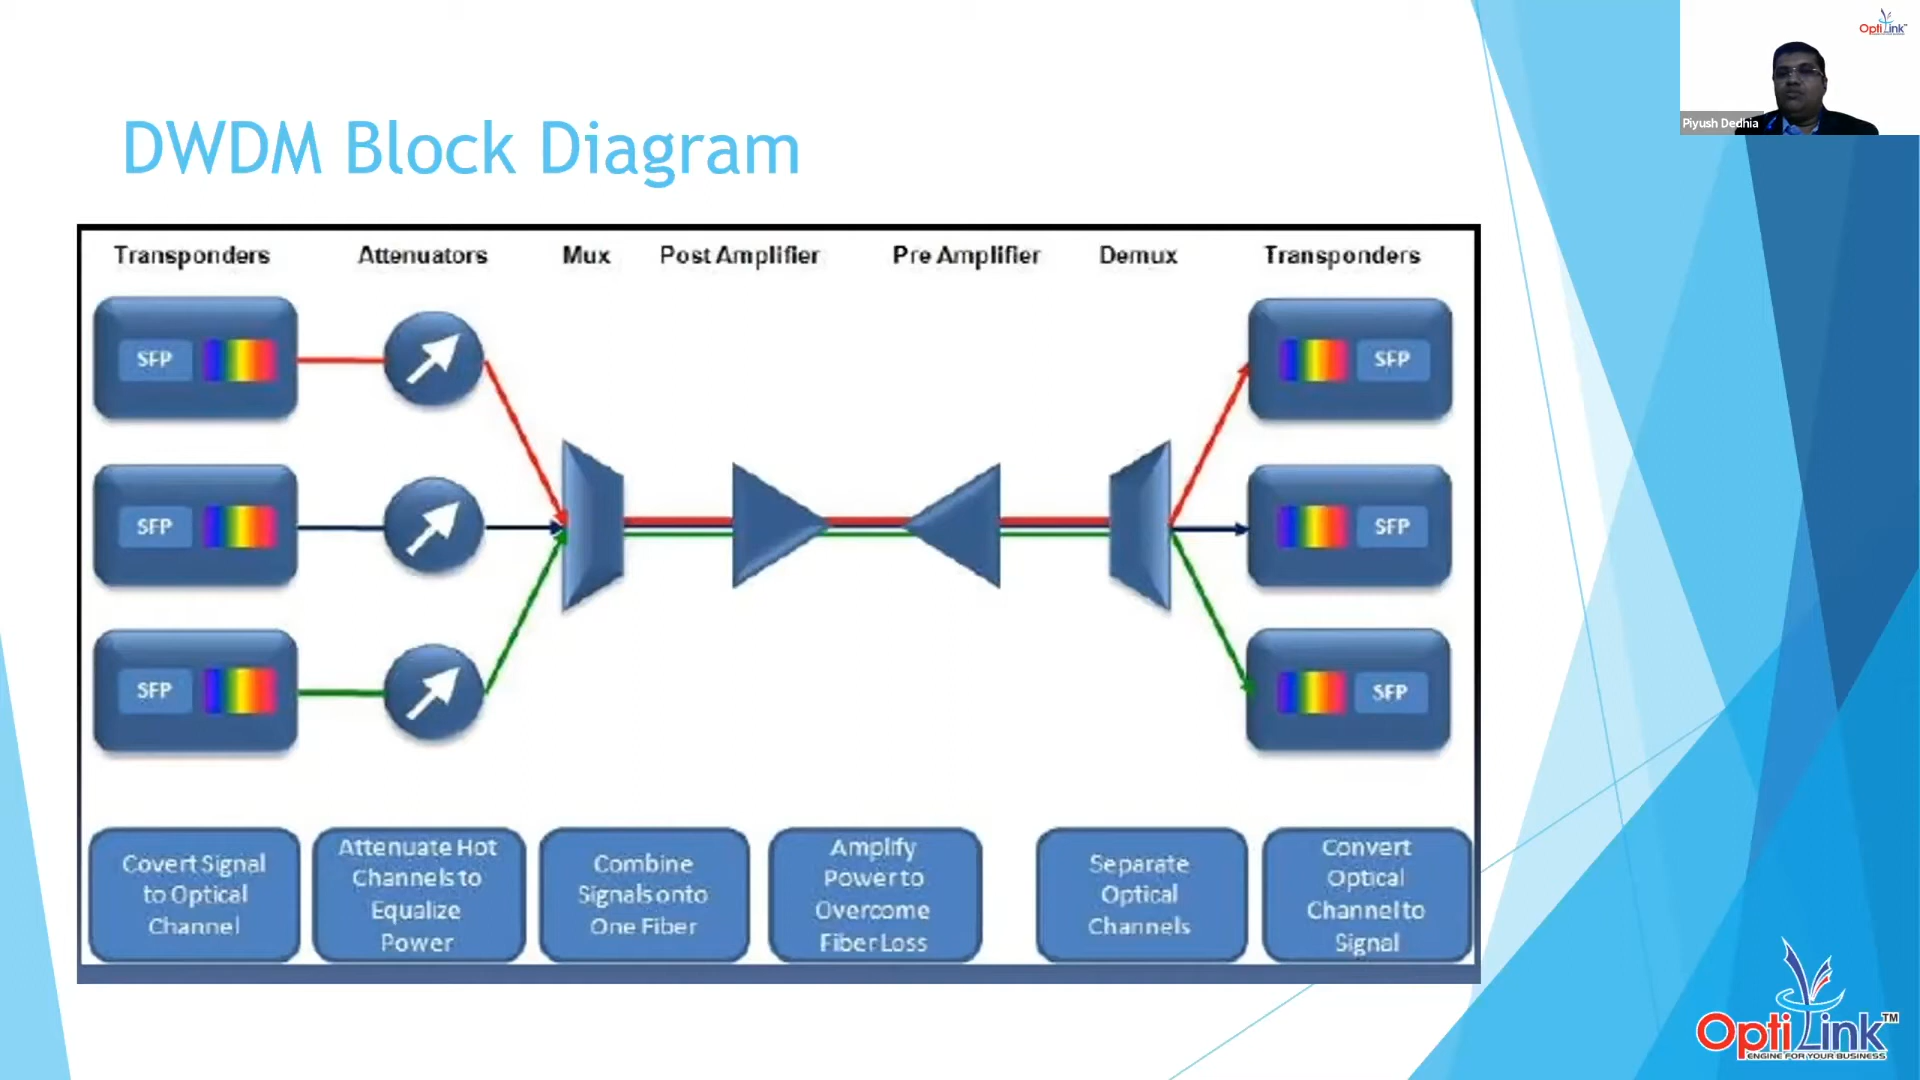 OptiLink™
Piyush Dedhia
DWDM Block Diagram
Transponders Attenuators Mux Post Amplifier Pre Amplifier Demux Transponders
SFP
SFP
SFP
SFP
SFP
SFP
Covert Signal
to Optical
Channel
Attenuate Hot
Channels to
Equalize
Power
Combine
Signals onto
One Fiber
Amplify
Power to
Overcome
Fiber Loss
Separate
Optical
Channels
Convert
Optical
Channel to
Signal
OptiLink™
ENGINE FOR YOUR BUSINESS